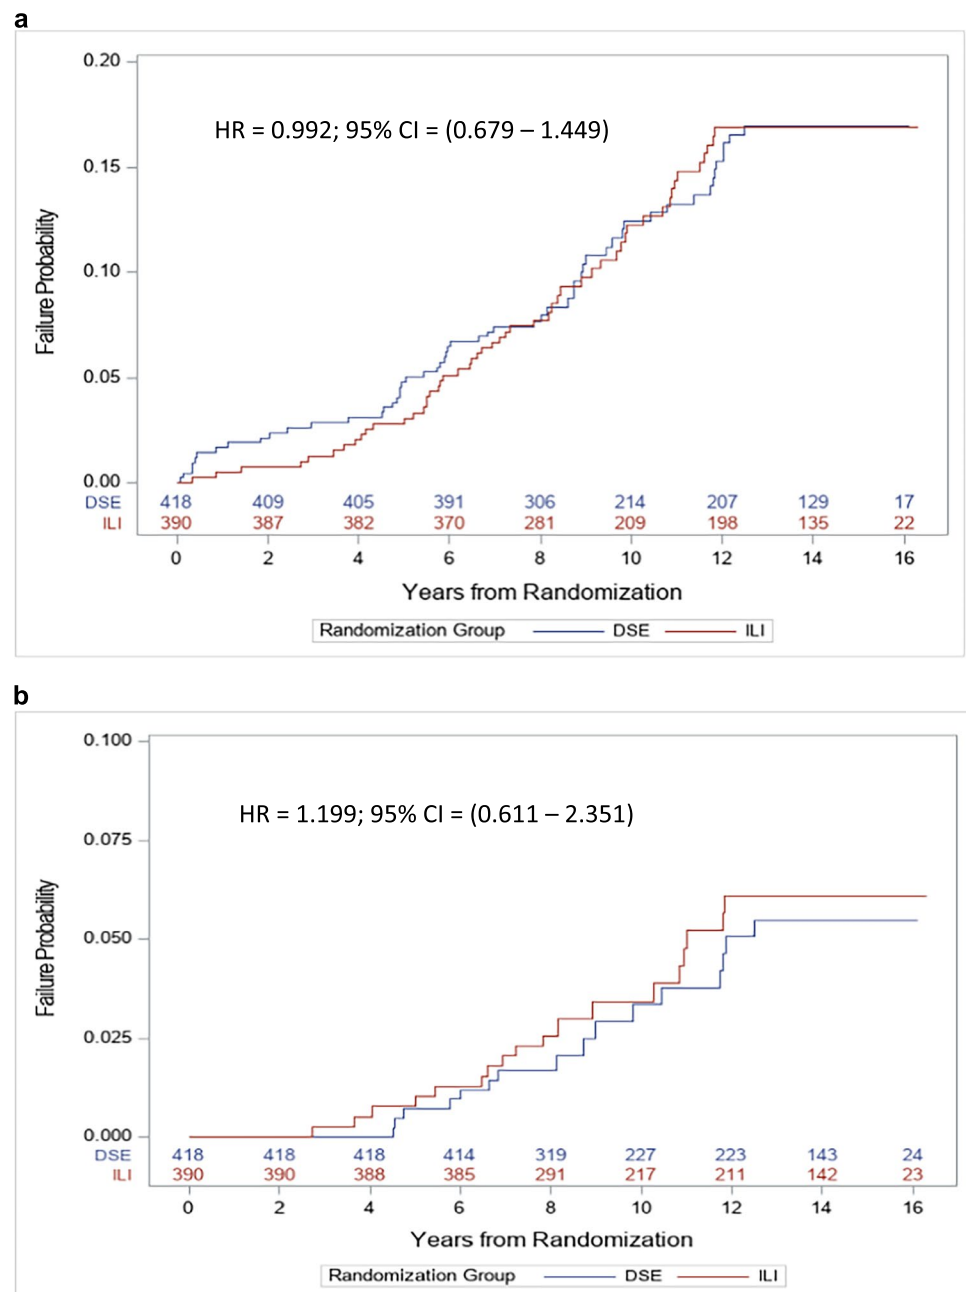 a
0.20
HR = 0.992; 95% CI = (0.679 – 1.449)
0.15
Failure Probability
0.10
0.05
0.00
DSE 418 409 405 391 306 214 207 129 17
ILI 390 387 382 370 281 209 198 135 22
0 2 4 6 8 10 12 14 16
Years from Randomization
Randomization Group DSE ILI
b
0.100
HR = 1.199; 95% CI = (0.611 – 2.351)
0.075
Failure Probability
0.050
0.025
0.000
DSE 418 418 418 414 319 227 223 143 24
ILI 390 390 388 385 291 217 211 142 23
0 2 4 6 8 10 12 14 16
Years from Randomization
Randomization Group DSE ILI